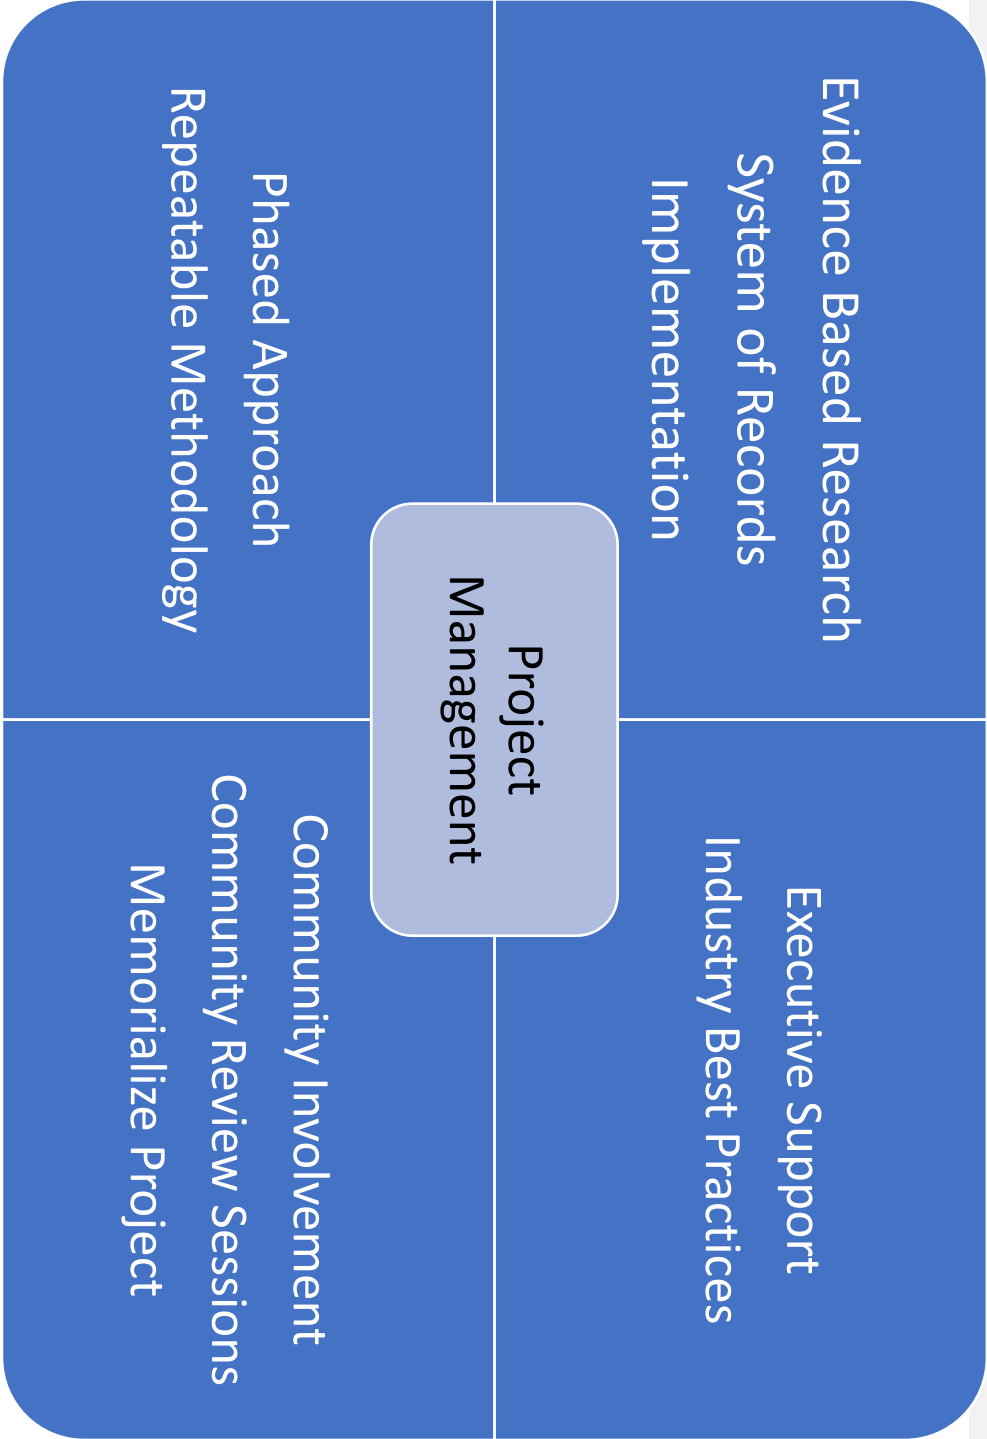 Evidence Based Research
System of Records
Implementation
Executive Support
Industry Best Practices
Project
Management
Phased Approach
Repeatable Methodology
Community Involvement
Community Review Sessions
Memorialize Project